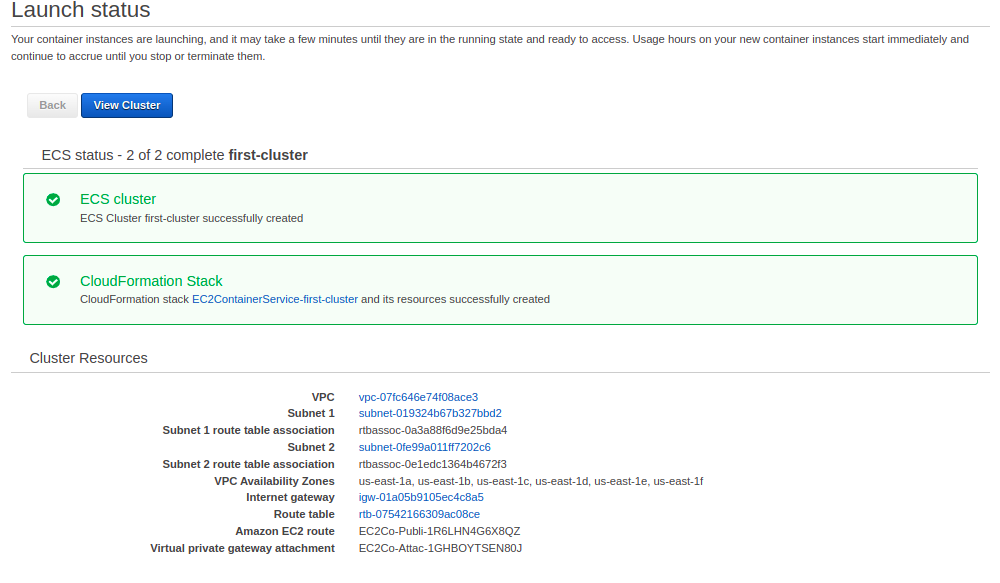 Launch status
Your container instances are launching, and it may take a few minutes until they are in the running state and ready to access. Usage hours on your new container instances start immediately and
continue to accrue until you stop or terminate them.
Back View Cluster
ECS status - 2 of 2 complete first-cluster
ECS cluster
ECS Cluster first-cluster successfully created
CloudFormation Stack
CloudFormation stack EC2ContainerService-first-cluster and its resources successfully created
Cluster Resources
VPC vpc-07fc646e74f08ace3
Subnet 1 subnet-019324b67b327bbd2
Subnet 1 route table association rtbassoc-0a3a88f6d9e25bda4
Subnet 2 subnet-0fe99a011ff7202c6
Subnet 2 route table association rtbassoc-0e1edc1364b4672f3
VPC Availability Zones us-east-1a, us-east-1b, us-east-1c, us-east-1d, us-east-1e, us-east-1f
Internet gateway igw-01a05b9105ec4c8a5
Route table rtb-07542166309ac08ce
Amazon EC2 route EC2Co-Publi-1R6LHN4G6X8QZ
Virtual private gateway attachment EC2Co-Attac-1GHBOYTSEN80J